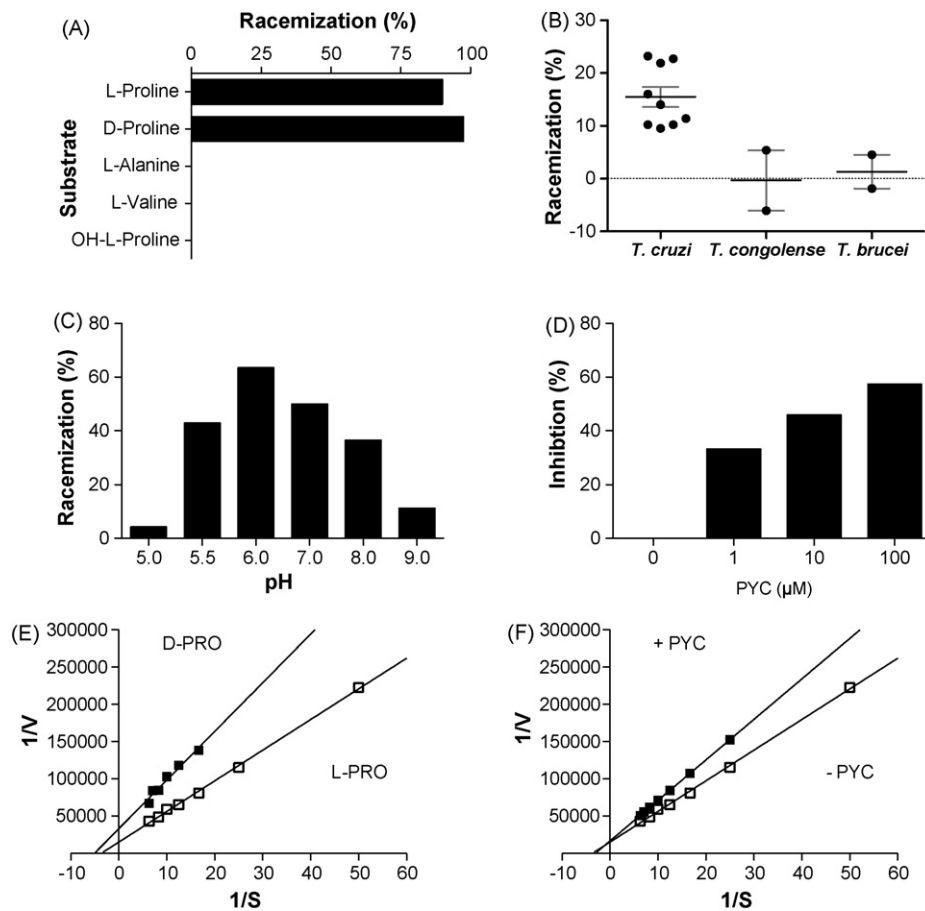 (A)
Racemization (%)
0 25 50 75 100
Substrate
L-Proline
D-Proline
L-Alanine
L-Valine
OH-L-Proline
(B)
Racemization (%)
30
20
10
0
-10
T. cruzi T. congolense T. brucei
(C)
Racemization (%)
80
60
40
20
0
5.0 5.5 6.0 7.0 8.0 9.0
pH
(D)
Inhibtion (%)
80
60
40
20
0
0 1 10 100
PYC (µM)
(E)
1/V
300000
250000
200000
150000
100000
50000
D-PRO
L-PRO
-10 0 10 20 30 40 50 60
1/S
(F)
1/V
300000
250000
200000
150000
100000
50000
+ PYC
- PYC
-10 0 10 20 30 40 50 60
1/S